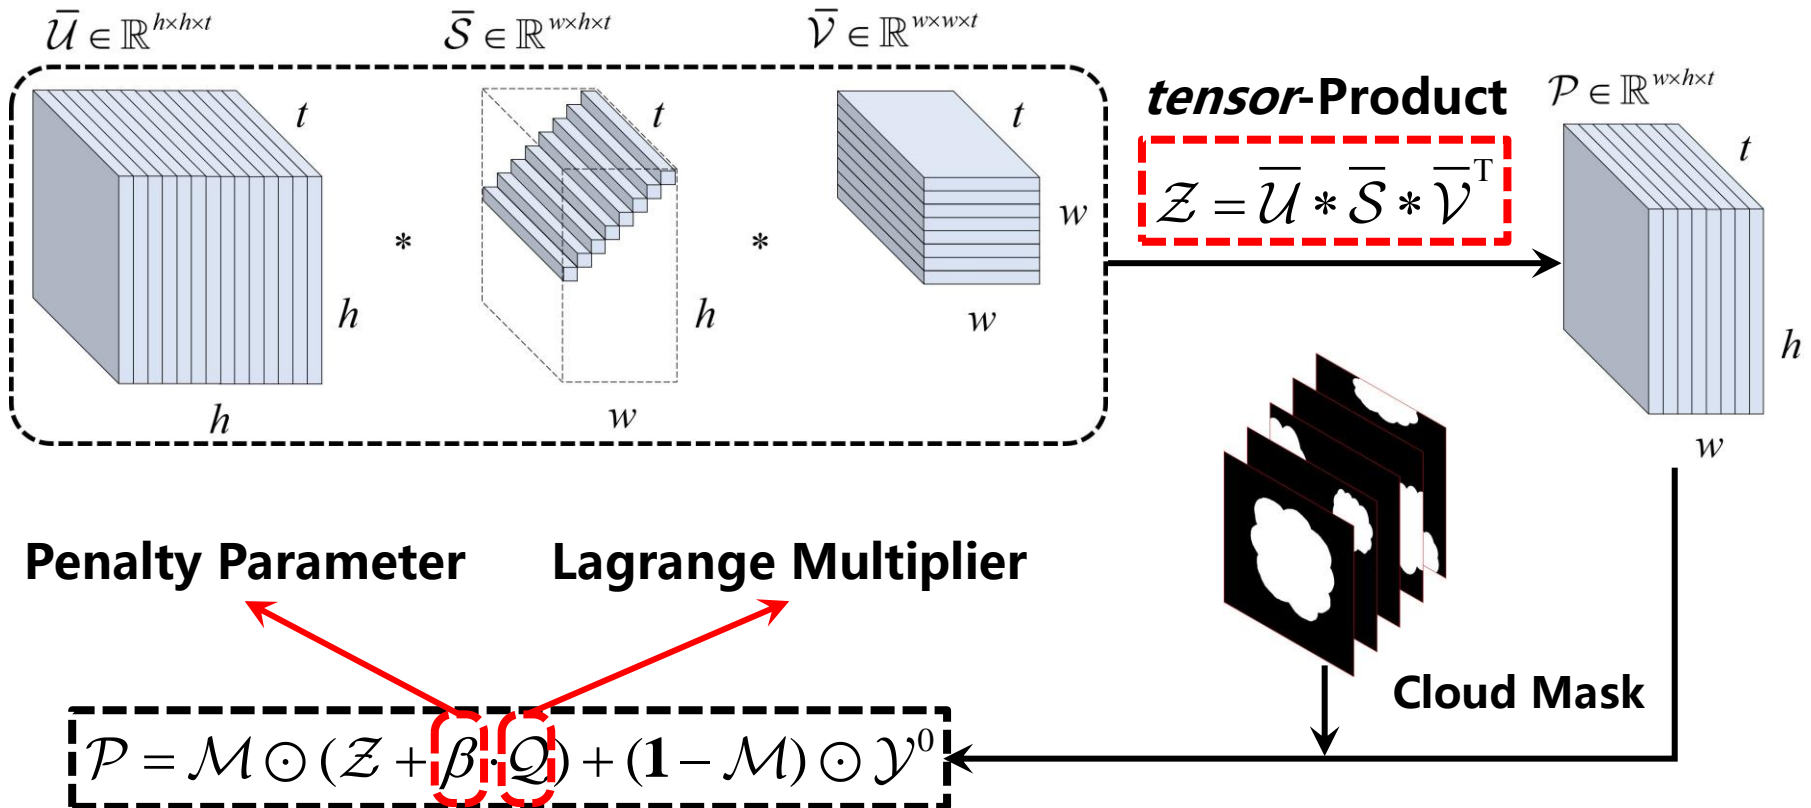 𝒰̅ ∈ ℝ^{h×h×t}
𝒮̅ ∈ ℝ^{w×h×t}
𝒱̅ ∈ ℝ^{w×w×t}
t
h
h
*
t
h
w
*
t
w
w
tensor-Product
𝒵 = 𝒰̅ * 𝒮̅ * 𝒱̅^T
𝒫 ∈ ℝ^{w×h×t}
t
h
w
Penalty Parameter
Lagrange Multiplier
Cloud Mask
𝒫 = ℳ ⊙ (𝒵 + β · 𝒬) + (1 − ℳ) ⊙ 𝒴^0